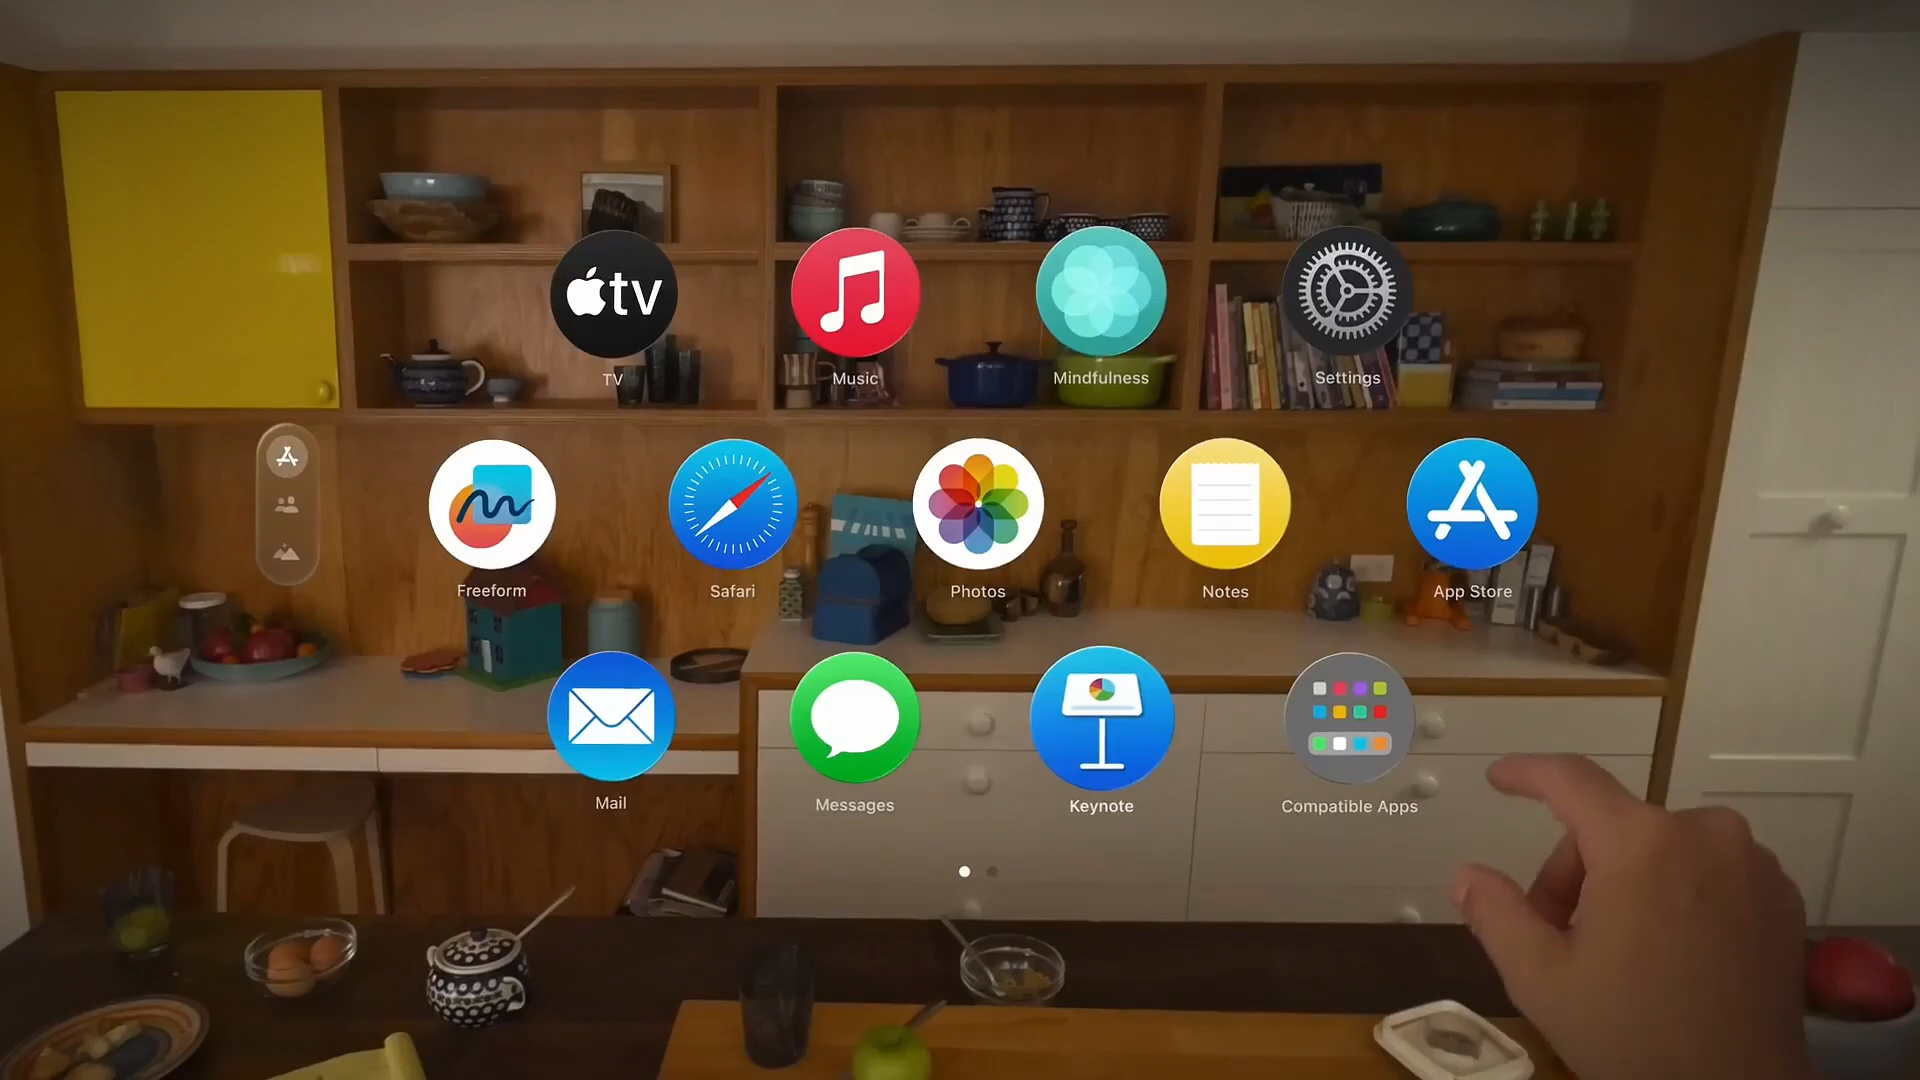 tv
TV
Music
Mindfulness
Settings
Freeform
Safari
Photos
Notes
App Store
Mail
Messages
Keynote
Compatible Apps